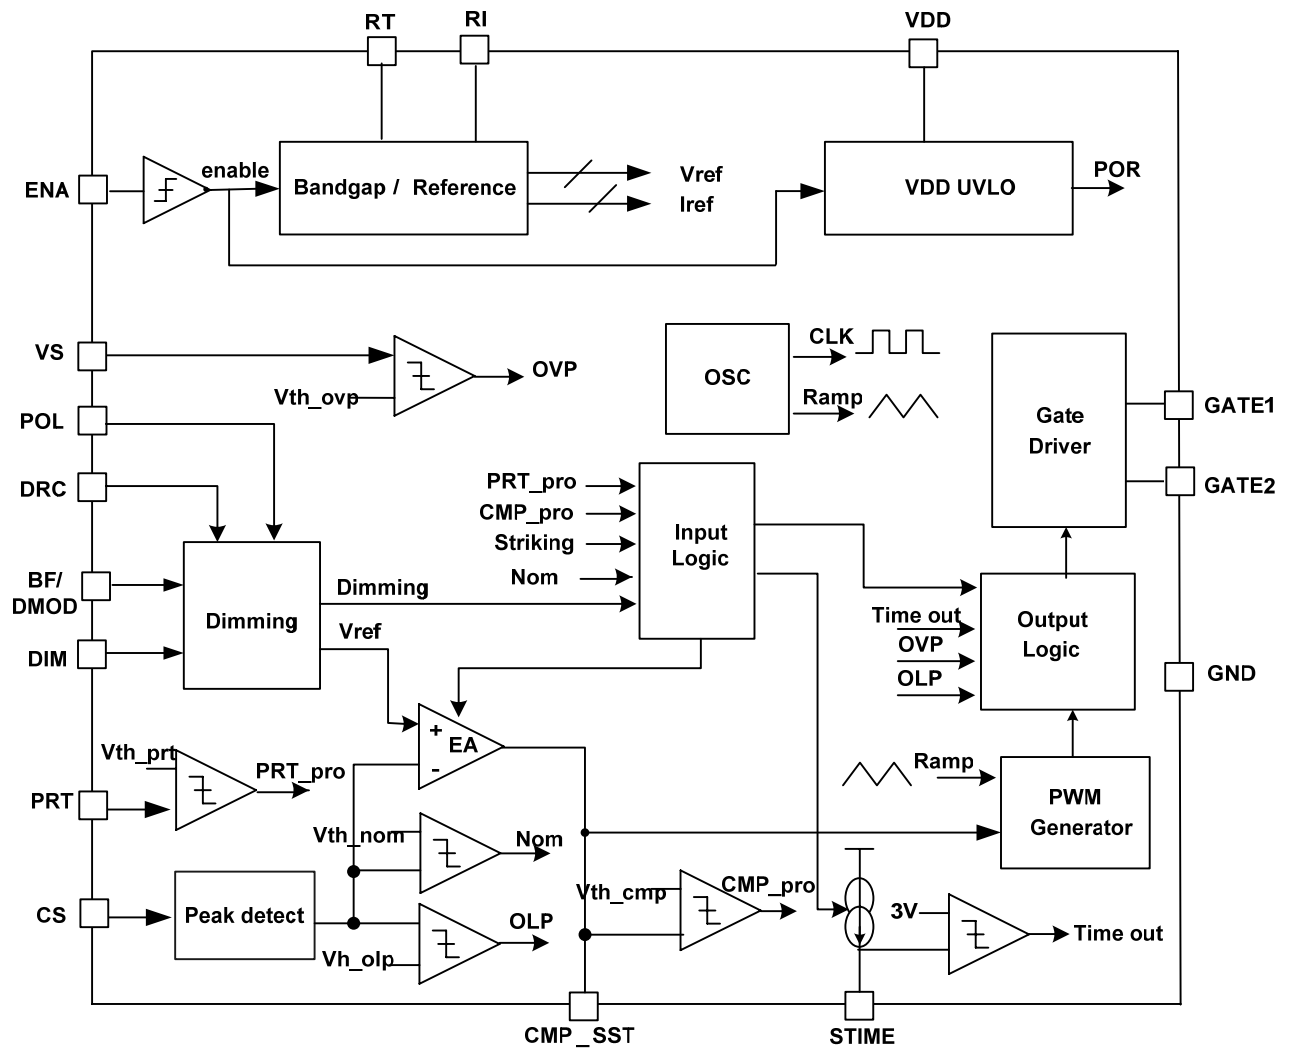 RT
RI
VDD
ENA
enable
Bandgap / Reference
Vref
Iref
VDD UVLO
POR
VS
Vth_ovp
OVP
OSC
CLK
Ramp
Gate
Driver
GATE1
GATE2
POL
DRC
BF/
DMOD
DIM
Dimming
Dimming
Vref
PRT_pro
CMP_pro
Striking
Nom
Input
Logic
Time out
OVP
OLP
Output
Logic
GND
+
EA
-
Vth_prt
PRT_pro
PRT
Ramp
PWM
Generator
Vth_nom
Nom
CS
Peak detect
OLP
Vh_olp
Vth_cmp
CMP_pro
3V
Time out
CMP_SST
STIME